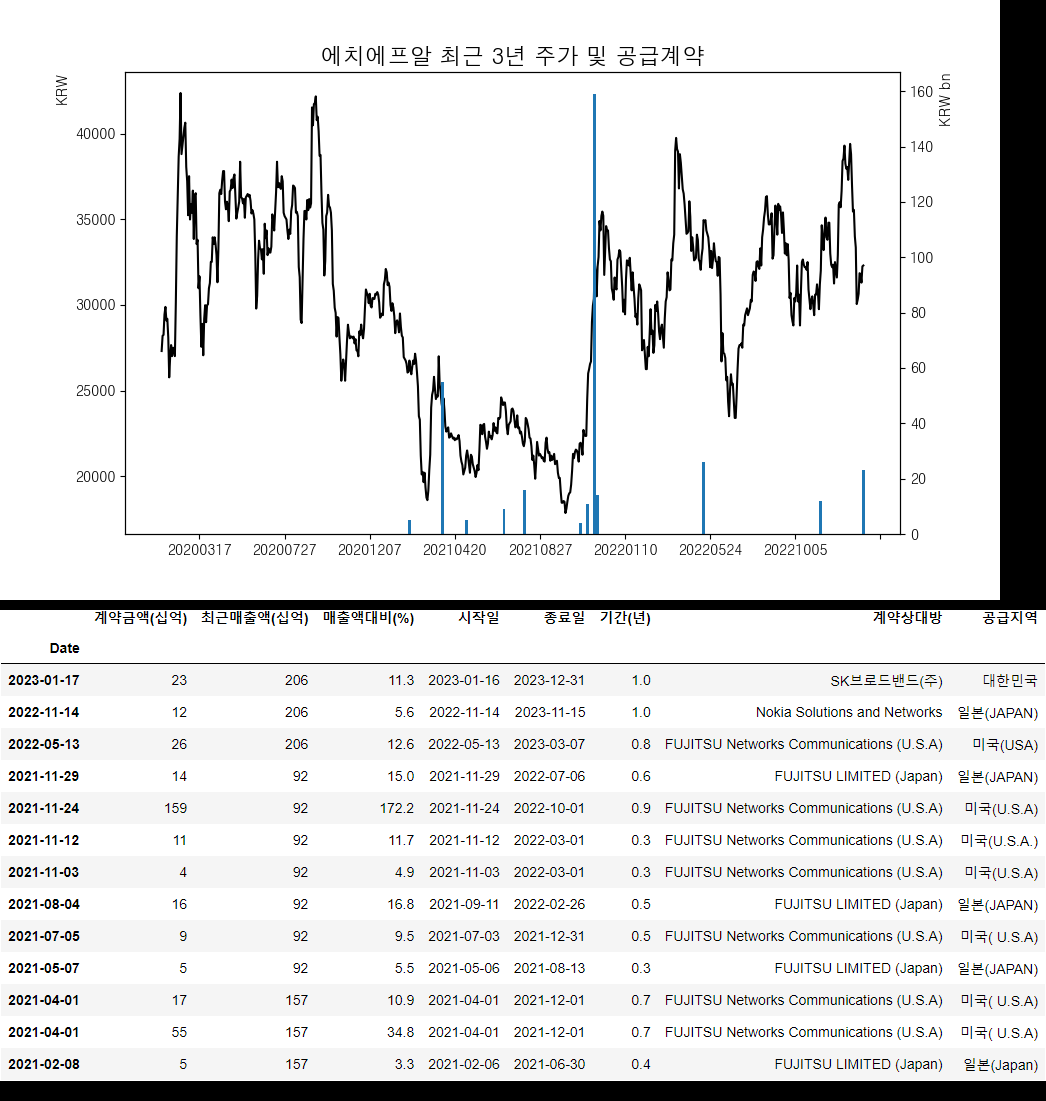 에치에프알 최근 3년 주가 및 공급계약
KRW
KRW bn
40000
35000
30000
25000
20000
160
140
120
100
80
60
40
20
0
20200317 20200727 20201207 20210420 20210827 20220110 20220524 20221005
계약금액(십억) 최근매출액(십억) 매출액대비(%) 시작일 종료일 기간(년) 계약상대방 공급지역
Date
2023-01-17 23 206 11.3 2023-01-16 2023-12-31 1.0 SK브로드밴드(주) 대한민국
2022-11-14 12 206 5.6 2022-11-14 2023-11-15 1.0 Nokia Solutions and Networks 일본(JAPAN)
2022-05-13 26 206 12.6 2022-05-13 2023-03-07 0.8 FUJITSU Networks Communications (U.S.A) 미국(USA)
2021-11-29 14 92 15.0 2021-11-29 2022-07-06 0.6 FUJITSU LIMITED (Japan) 일본(JAPAN)
2021-11-24 159 92 172.2 2021-11-24 2022-10-01 0.9 FUJITSU Networks Communications (U.S.A) 미국(U.S.A)
2021-11-12 11 92 11.7 2021-11-12 2022-03-01 0.3 FUJITSU Networks Communications (U.S.A) 미국(U.S.A.)
2021-11-03 4 92 4.9 2021-11-03 2022-03-01 0.3 FUJITSU Networks Communications (U.S.A) 미국(U.S.A)
2021-08-04 16 92 16.8 2021-09-11 2022-02-26 0.5 FUJITSU LIMITED (Japan) 일본(JAPAN)
2021-07-05 9 92 9.5 2021-07-03 2021-12-31 0.5 FUJITSU Networks Communications (U.S.A) 미국( U.S.A)
2021-05-07 5 92 5.5 2021-05-06 2021-08-13 0.3 FUJITSU LIMITED (Japan) 일본(JAPAN)
2021-04-01 17 157 10.9 2021-04-01 2021-12-01 0.7 FUJITSU Networks Communications (U.S.A) 미국( U.S.A)
2021-04-01 55 157 34.8 2021-04-01 2021-12-01 0.7 FUJITSU Networks Communications (U.S.A) 미국( U.S.A)
2021-02-08 5 157 3.3 2021-02-06 2021-06-30 0.4 FUJITSU LIMITED (Japan) 일본(Japan)